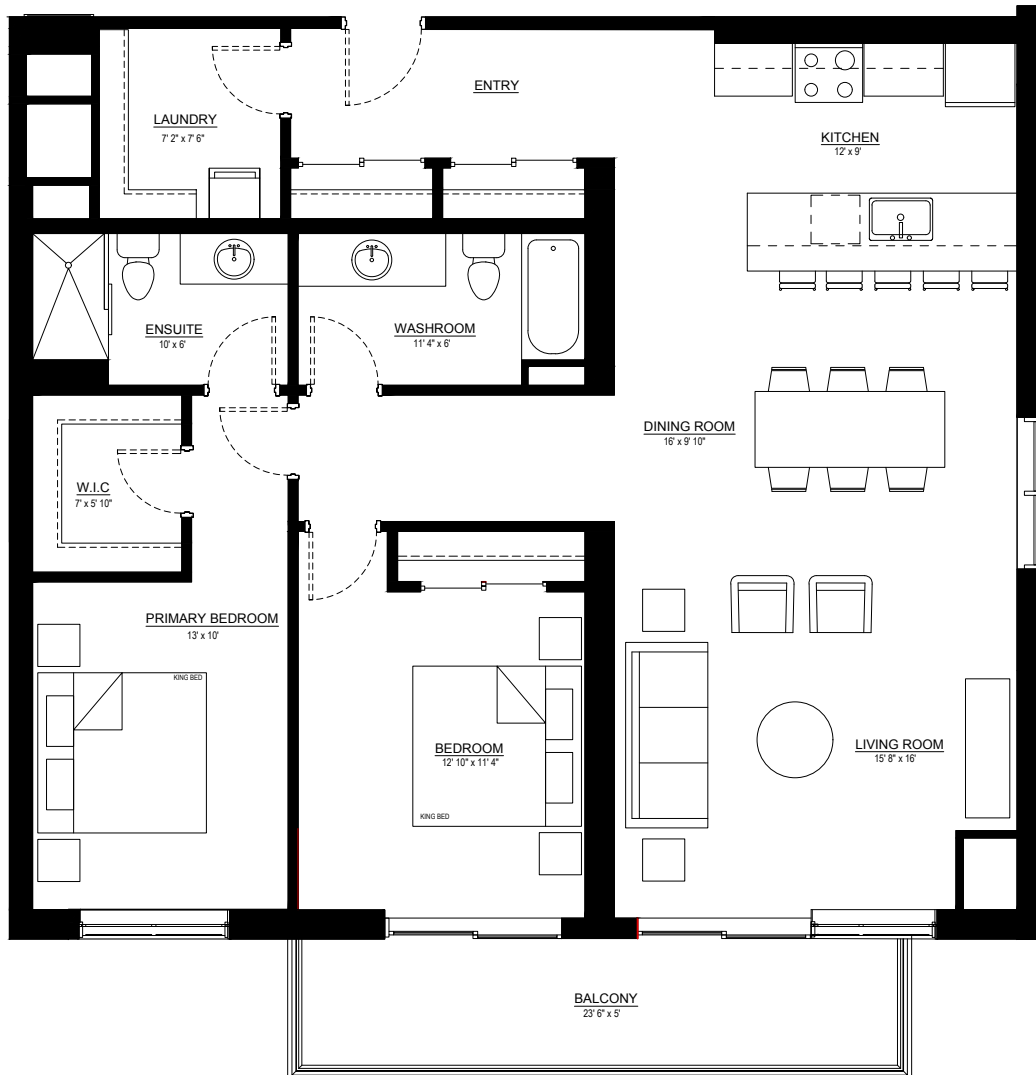 ENTRY
LAUNDRY
7' 2" x 7' 6"
KITCHEN
12' x 9'
ENSUITE
10' x 6'
WASHROOM
11' 4" x 6'
DINING ROOM
16' x 9' 10"
W.I.C
7' x 5' 10"
PRIMARY BEDROOM
13' x 10'
KING BED
BEDROOM
12' 10" x 11' 4"
KING BED
LIVING ROOM
15' 8" x 16'
BALCONY
23' 6" x 5'